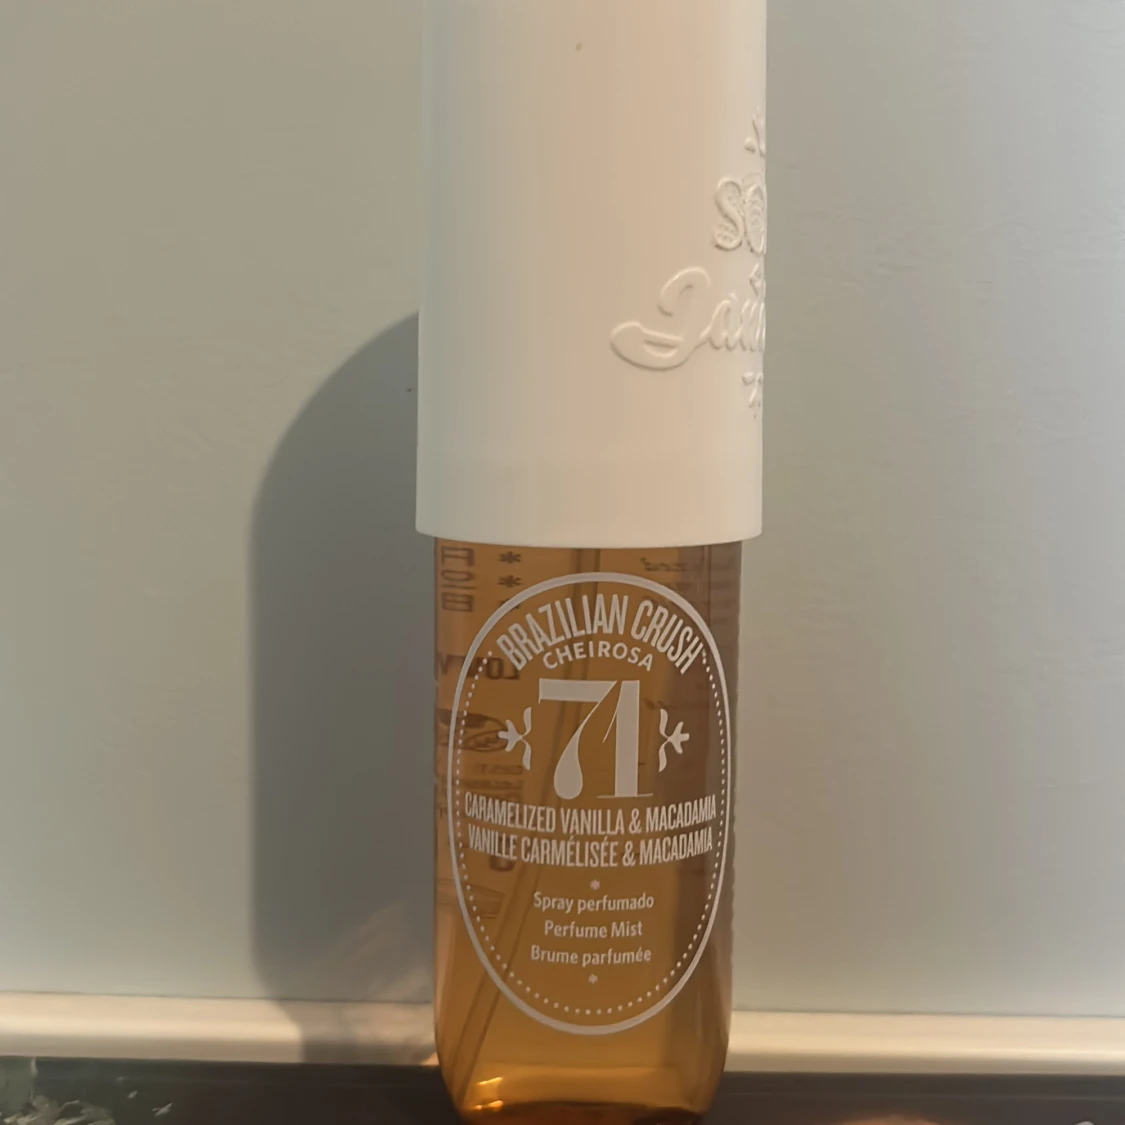 BRAZILIAN CRUSH
CHEIROSA
71
CARAMELIZED VANILLA & MACADAMIA
VANILLE CARMÉLISÉE & MACADAMIA
Spray perfumado
Perfume Mist
Brume parfumée